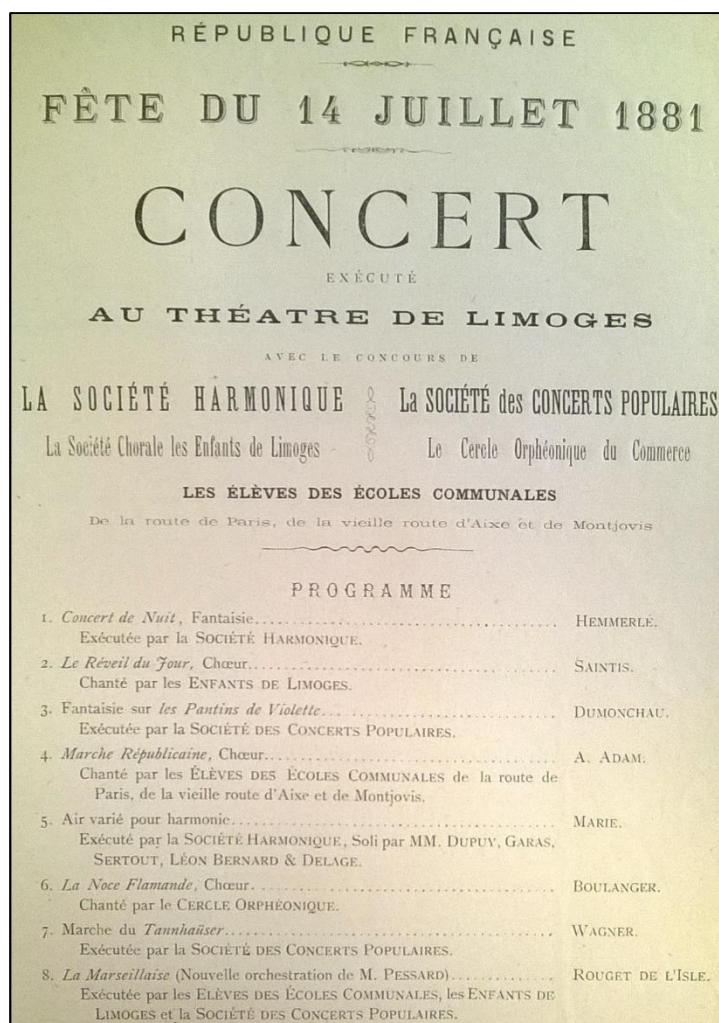 RÉPUBLIQUE FRANÇAISE
FÊTE DU 14 JUILLET 1881
CONCERT
EXÉCUTÉ
AU THÉATRE DE LIMOGES
AVEC LE CONCOURS DE
LA SOCIÉTÉ HARMONIQUE La SOCIÉTÉ des CONCERTS POPULAIRES
La Société Chorale les Enfants de Limoges Le Cercle Orphéonique du Commerce
LES ÉLÈVES DES ÉCOLES COMMUNALES
De la route de Paris, de la vieille route d'Aixe et de Montjovis
PROGRAMME
1. Concert de Nuit, Fantaisie........ HEMMERLÉ.
Exécutée par la SOCIÉTÉ HARMONIQUE.
2. Le Réveil du Jour, Chœur........ SAINTIS.
Chanté par les ENFANTS DE LIMOGES.
3. Fantaisie sur les Pantins de Violette........ DUMONCHAU.
Exécutée par la SOCIÉTÉ DES CONCERTS POPULAIRES.
4. Marche Républicaine, Chœur........ A. ADAM.
Chanté par les ÉLÈVES DES ÉCOLES COMMUNALES de la route de
Paris, de la vieille route d'Aixe et de Montjovis.
5. Air varié pour harmonie........ MARIE.
Exécuté par la SOCIÉTÉ HARMONIQUE, Soli par MM. DUPUY, GARAS,
SERTOUT, LÉON BERNARD & DELAGE.
6. La Noce Flamande, Chœur........ BOULANGER.
Chanté par le CERCLE ORPHÉONIQUE.
7. Marche du Tannhaüser........ WAGNER.
Exécutée par la SOCIÉTÉ DES CONCERTS POPULAIRES.
8. La Marseillaise (Nouvelle orchestration de M. PESSARD)........ ROUGET DE L'ISLE.
Exécutée par les ELÈVES DES ÉCOLES COMMUNALES, les ENFANTS DE
LIMOGES et la SOCIÉTÉ DES CONCERTS POPULAIRES.